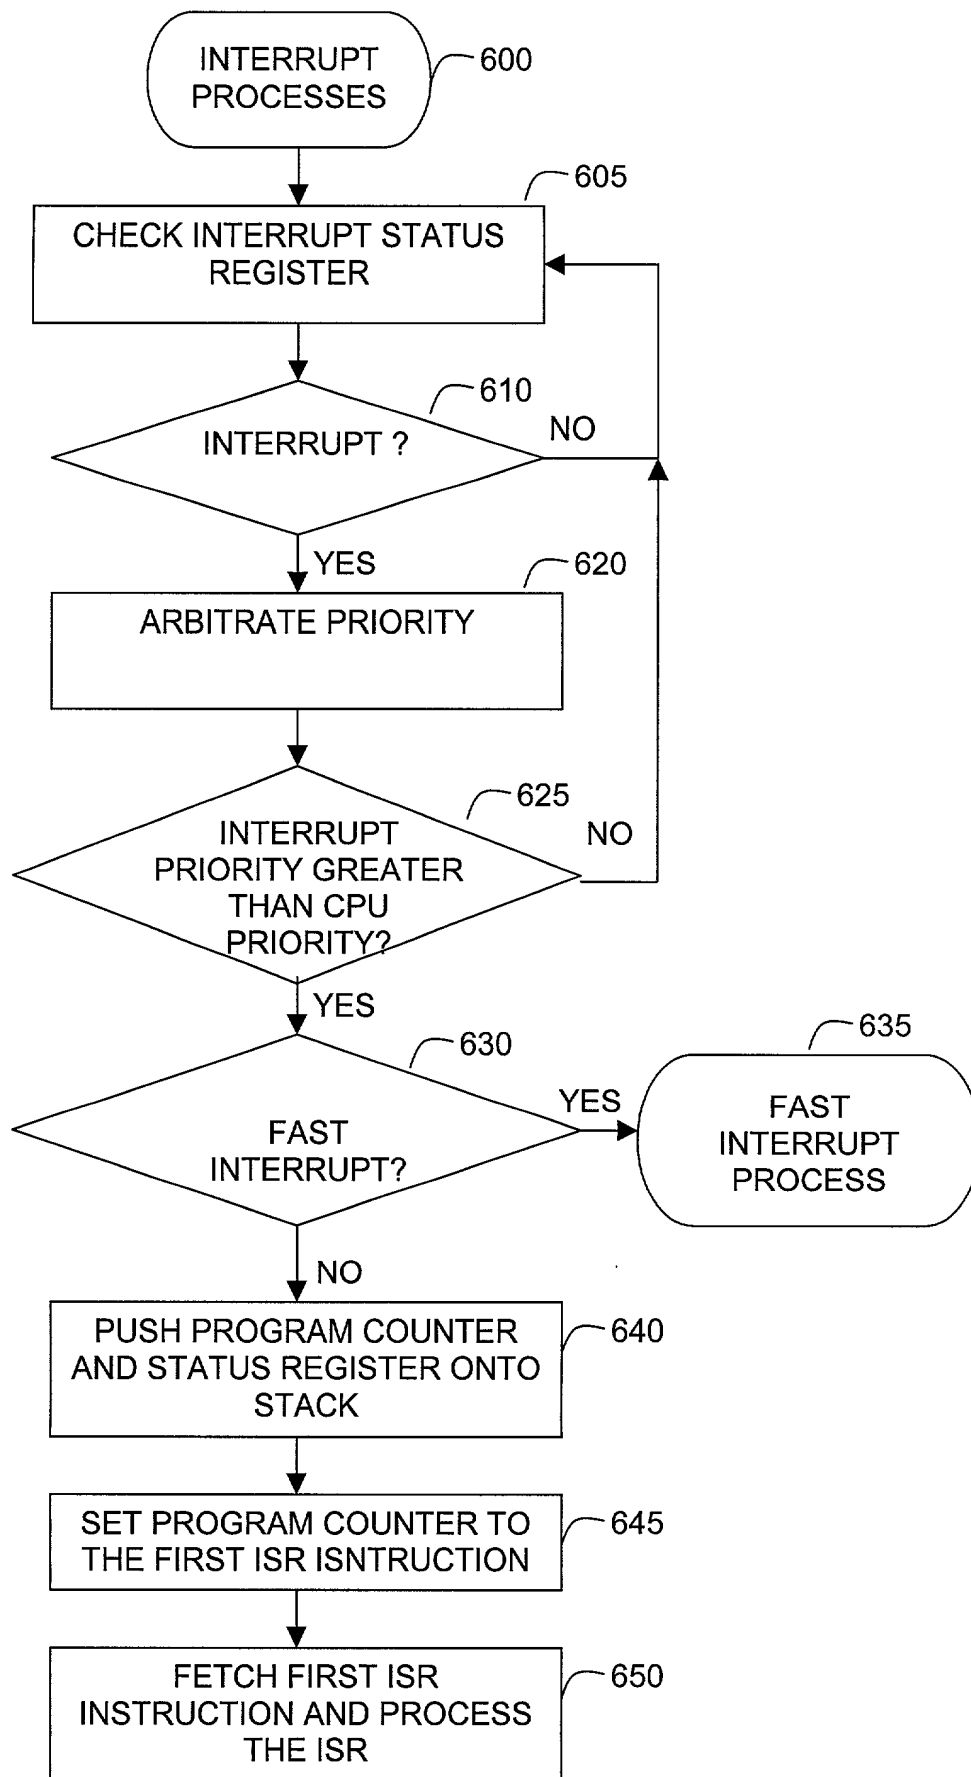 INTERRUPT
PROCESSES
600
605
CHECK INTERRUPT STATUS
REGISTER
610
INTERRUPT ?
NO
YES
620
ARBITRATE PRIORITY
625
INTERRUPT
PRIORITY GREATER
THAN CPU
PRIORITY?
NO
YES
630
635
FAST
INTERRUPT?
YES
FAST
INTERRUPT
PROCESS
NO
PUSH PROGRAM COUNTER
AND STATUS REGISTER ONTO
STACK
640
SET PROGRAM COUNTER TO
THE FIRST ISR ISNTRUCTION
645
FETCH FIRST ISR
INSTRUCTION AND PROCESS
THE ISR
650